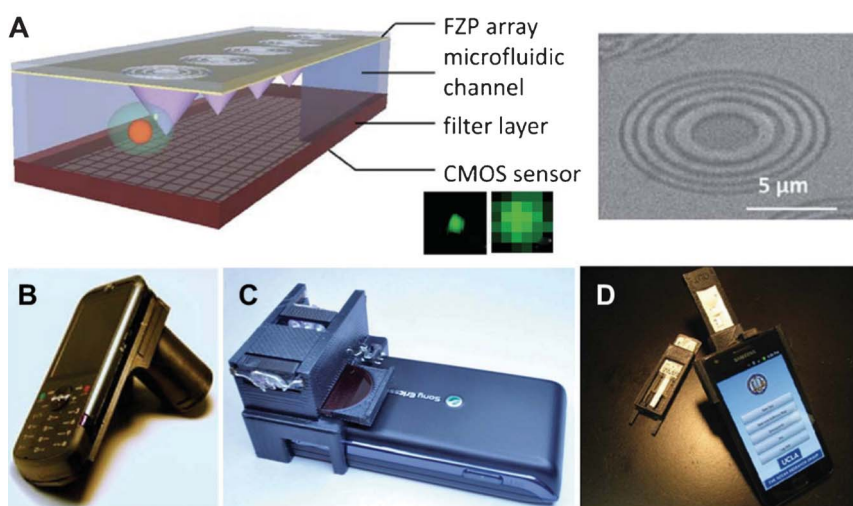 A
FZP array
microfluidic
channel
filter layer
CMOS sensor
5 μm
B
C
Sony Ericsson
D
UCLA